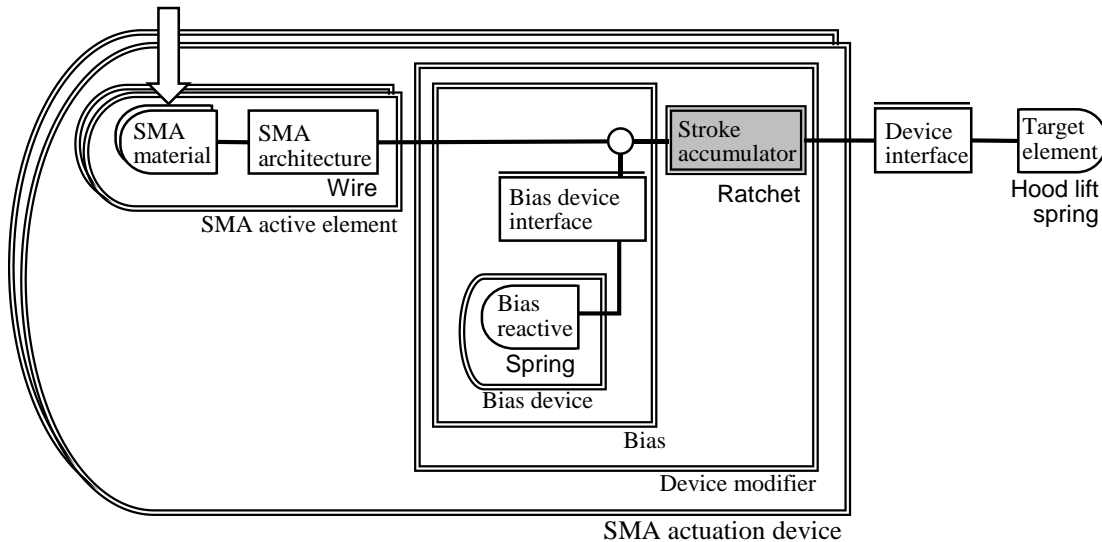 SMA
material
SMA
architecture
Wire
SMA active element
Stroke
accumulator
Ratchet
Device
interface
Target
element
Hood lift
spring
Bias device
interface
Bias
reactive
Spring
Bias device
Bias
Device modifier
SMA actuation device